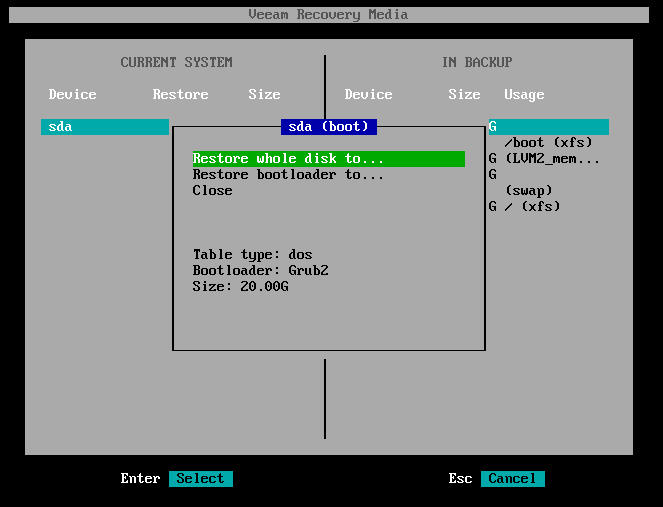 Veeam Recovery Media
CURRENT SYSTEM IN BACKUP
Device Restore Size Device Size Usage
sda sda (boot) G
/boot (xfs)
Restore whole disk to... G (LVM2_mem...
Restore bootloader to... G
Close (swap)
G / (xfs)
Table type: dos
Bootloader: Grub2
Size: 20.00G
Enter Select Esc Cancel